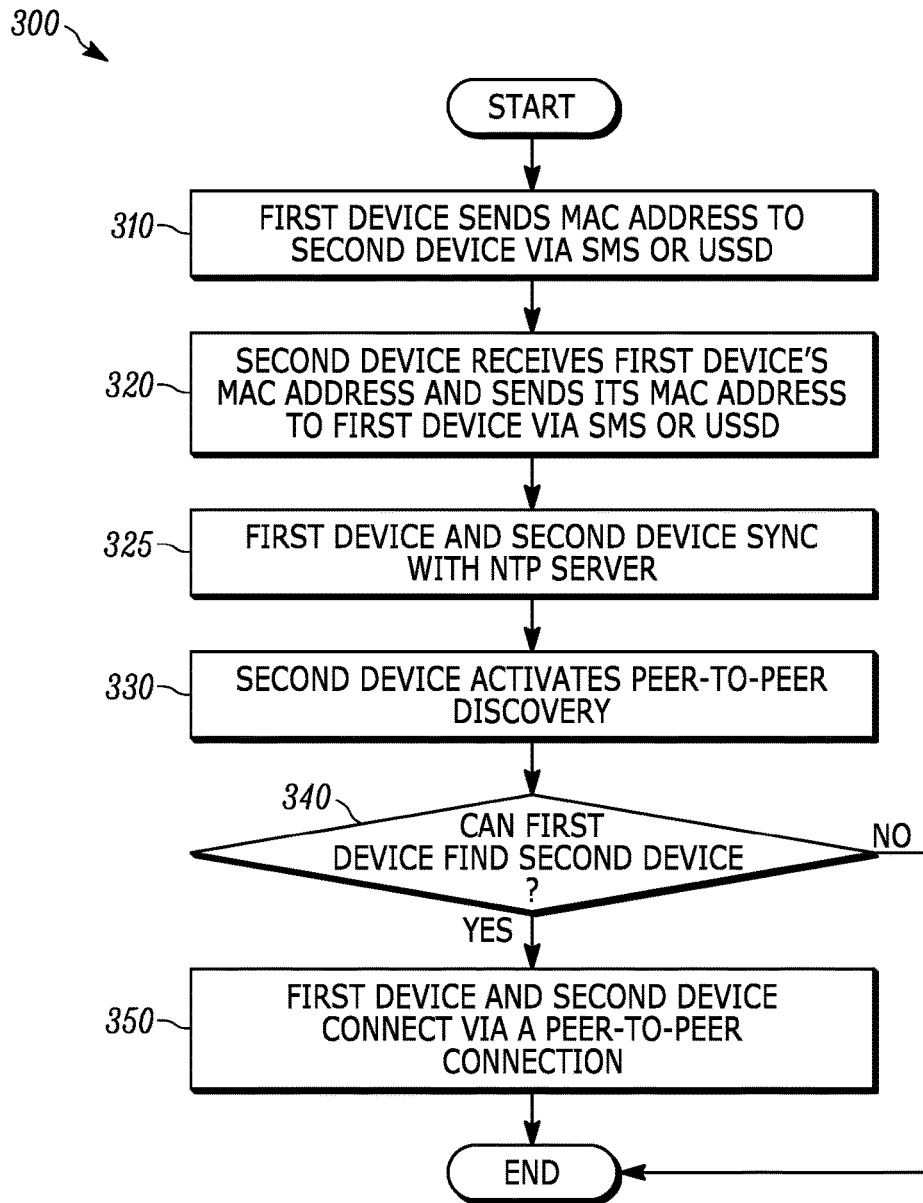 300
START
310
FIRST DEVICE SENDS MAC ADDRESS TO
SECOND DEVICE VIA SMS OR USSD
320
SECOND DEVICE RECEIVES FIRST DEVICE'S
MAC ADDRESS AND SENDS ITS MAC ADDRESS
TO FIRST DEVICE VIA SMS OR USSD
325
FIRST DEVICE AND SECOND DEVICE SYNC
WITH NTP SERVER
330
SECOND DEVICE ACTIVATES PEER-TO-PEER
DISCOVERY
340
CAN FIRST
DEVICE FIND SECOND DEVICE
?
NO
YES
350
FIRST DEVICE AND SECOND DEVICE
CONNECT VIA A PEER-TO-PEER
CONNECTION
END